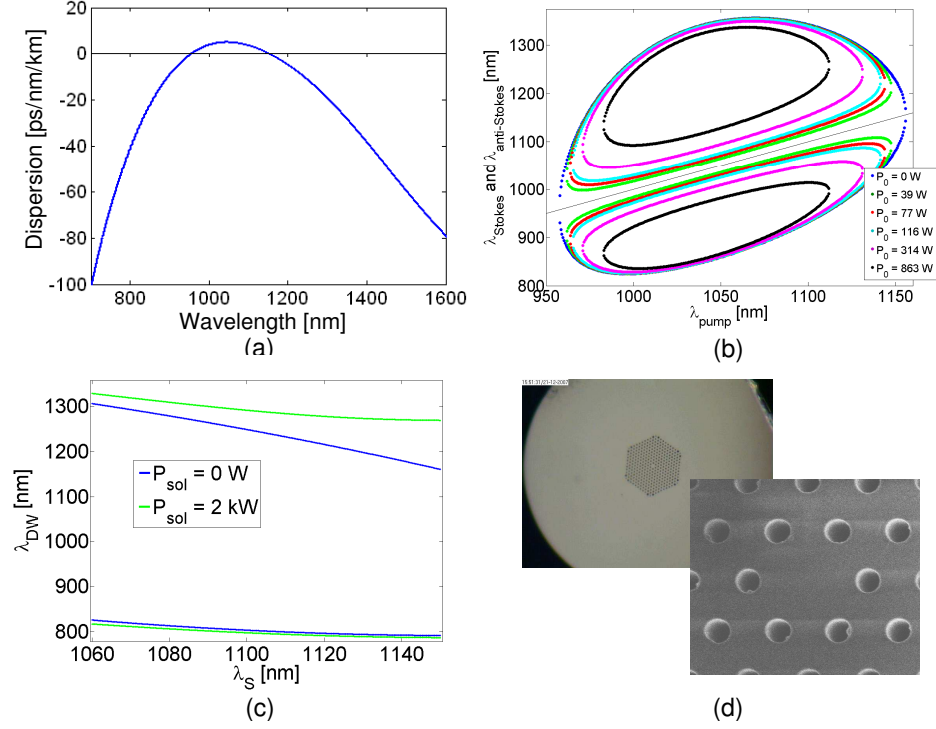 20
0
-20
-40
-60
-80
-100
800 1000 1200 1400 1600
Dispersion [ps/nm/km]
Wavelength [nm]
(a)
1300
1200
1100
1000
900
800
950 1000 1050 1100 1150
λStokes and λanti-Stokes [nm]
λpump [nm]
P0 = 0 W
P0 = 39 W
P0 = 77 W
P0 = 116 W
P0 = 314 W
P0 = 863 W
(b)
1300
1200
1100
1000
900
800
1060 1080 1100 1120 1140
λDW [nm]
λS [nm]
Psol = 0 W
Psol = 2 kW
(c)
(d)